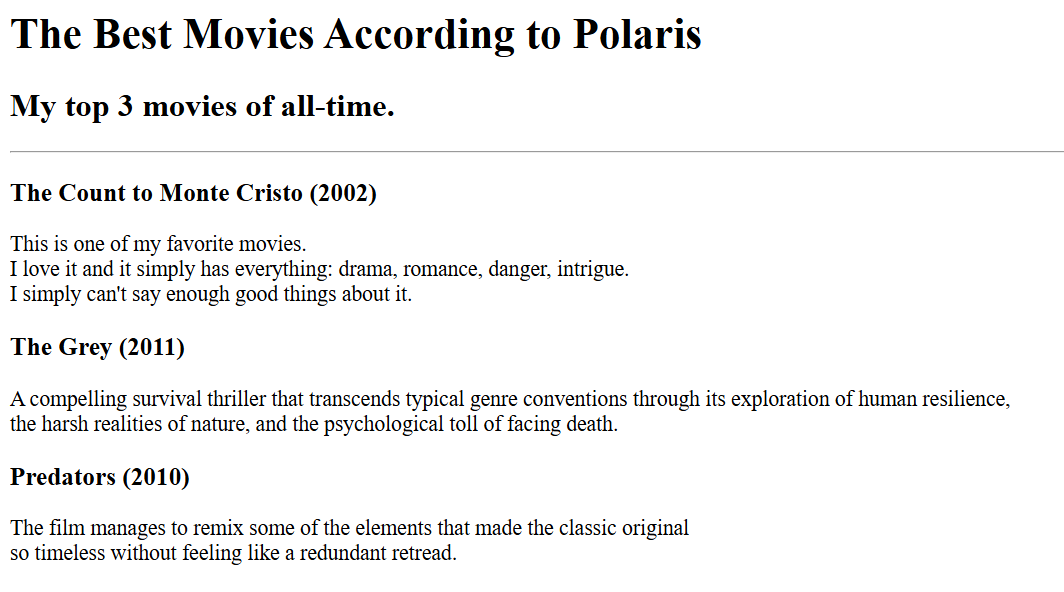 The Best Movies According to Polaris
My top 3 movies of all-time.
The Count to Monte Cristo (2002)
This is one of my favorite movies.
I love it and it simply has everything: drama, romance, danger, intrigue.
I simply can't say enough good things about it.
The Grey (2011)
A compelling survival thriller that transcends typical genre conventions through its exploration of human resilience,
the harsh realities of nature, and the psychological toll of facing death.
Predators (2010)
The film manages to remix some of the elements that made the classic original
so timeless without feeling like a redundant retread.